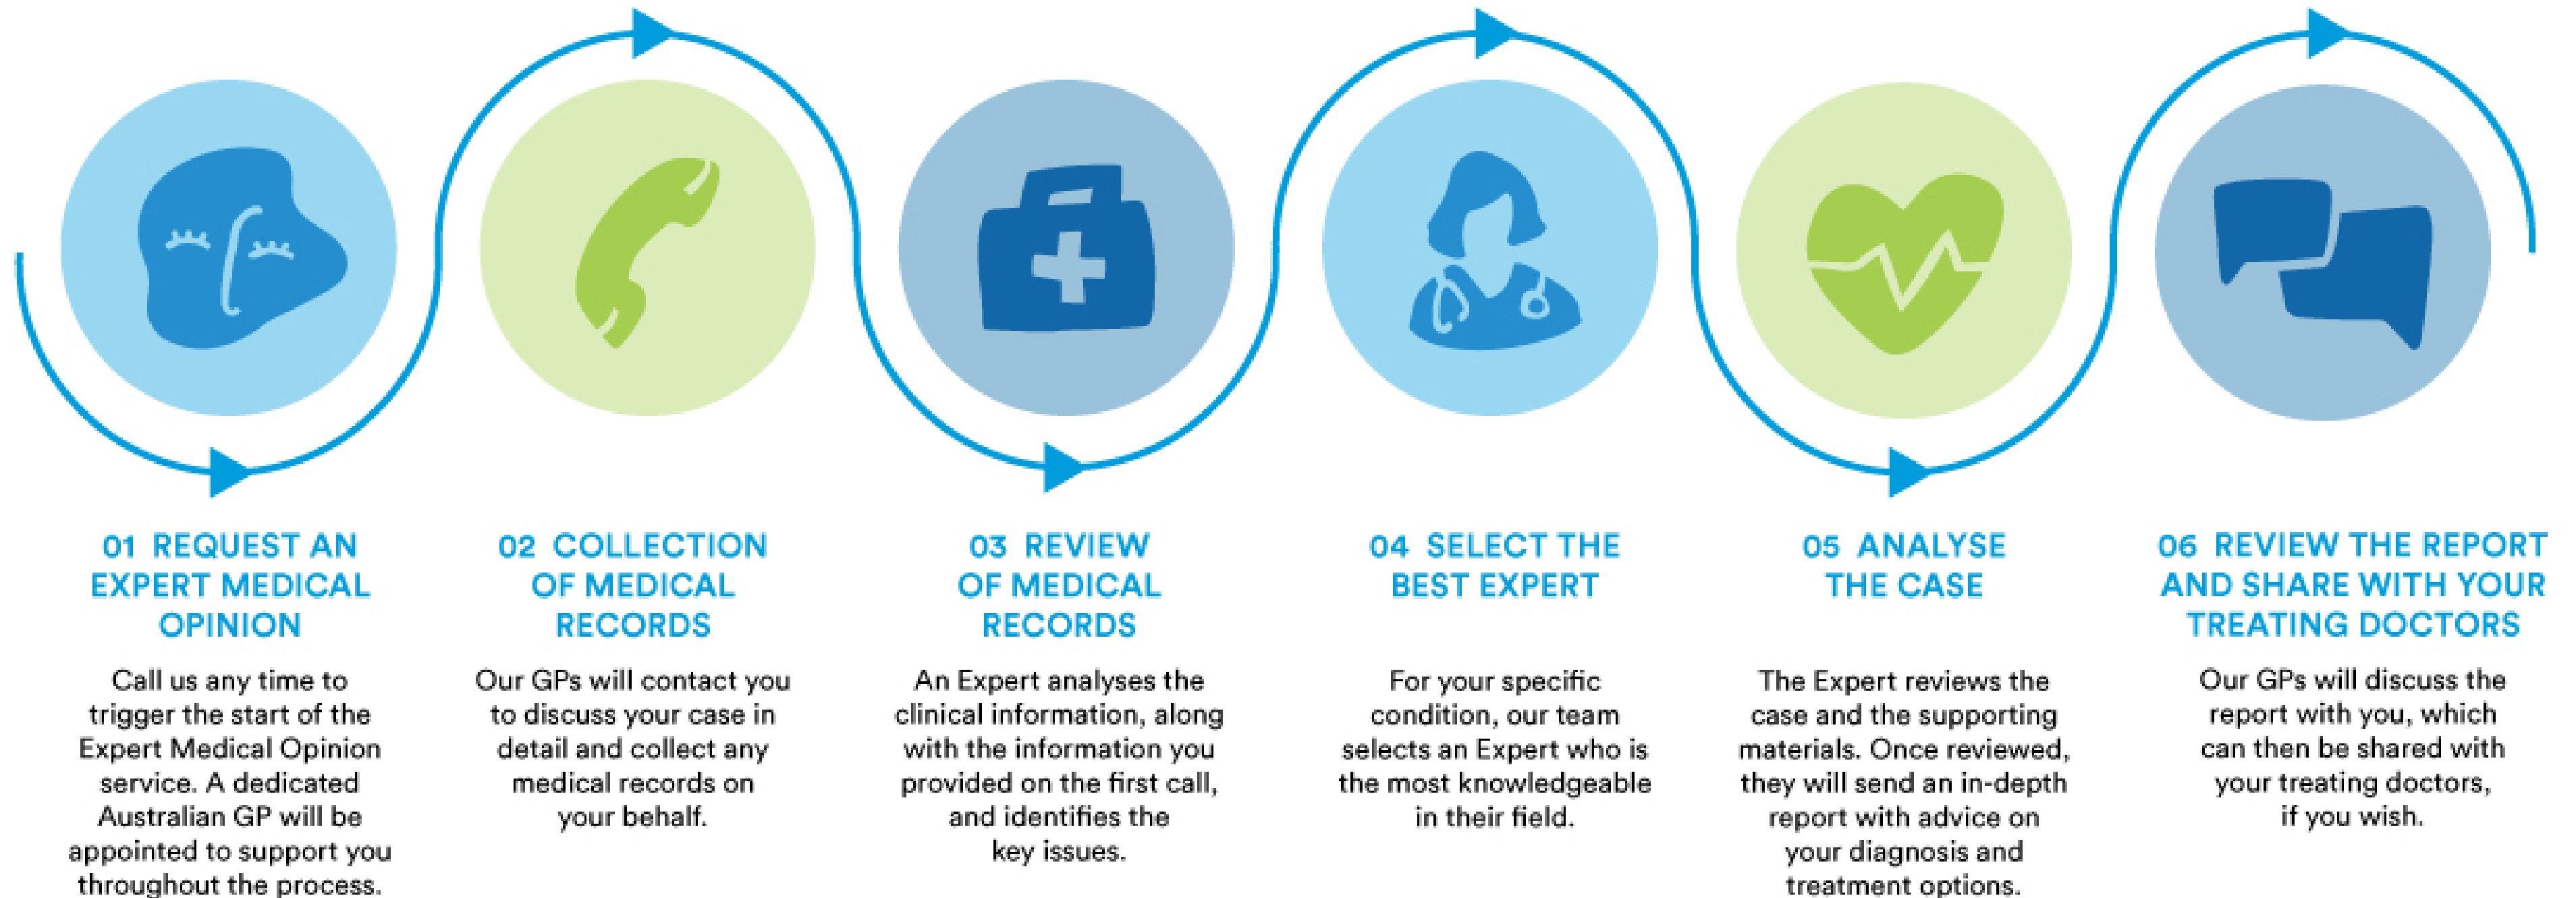 01 REQUEST AN
EXPERT MEDICAL
OPINION
Call us any time to
trigger the start of the
Expert Medical Opinion
service. A dedicated
Australian GP will be
appointed to support you
throughout the process.
02 COLLECTION
OF MEDICAL
RECORDS
Our GPs will contact you
to discuss your case in
detail and collect any
medical records on
your behalf.
03 REVIEW
OF MEDICAL
RECORDS
An Expert analyses the
clinical information, along
with the information you
provided on the first call,
and identifies the
key issues.
04 SELECT THE
BEST EXPERT
For your specific
condition, our team
selects an Expert who is
the most knowledgeable
in their field.
05 ANALYSE
THE CASE
The Expert reviews the
case and the supporting
materials. Once reviewed,
they will send an in-depth
report with advice on
your diagnosis and
treatment options.
06 REVIEW THE REPORT
AND SHARE WITH YOUR
TREATING DOCTORS
Our GPs will discuss the
report with you, which
can then be shared with
your treating doctors,
if you wish.